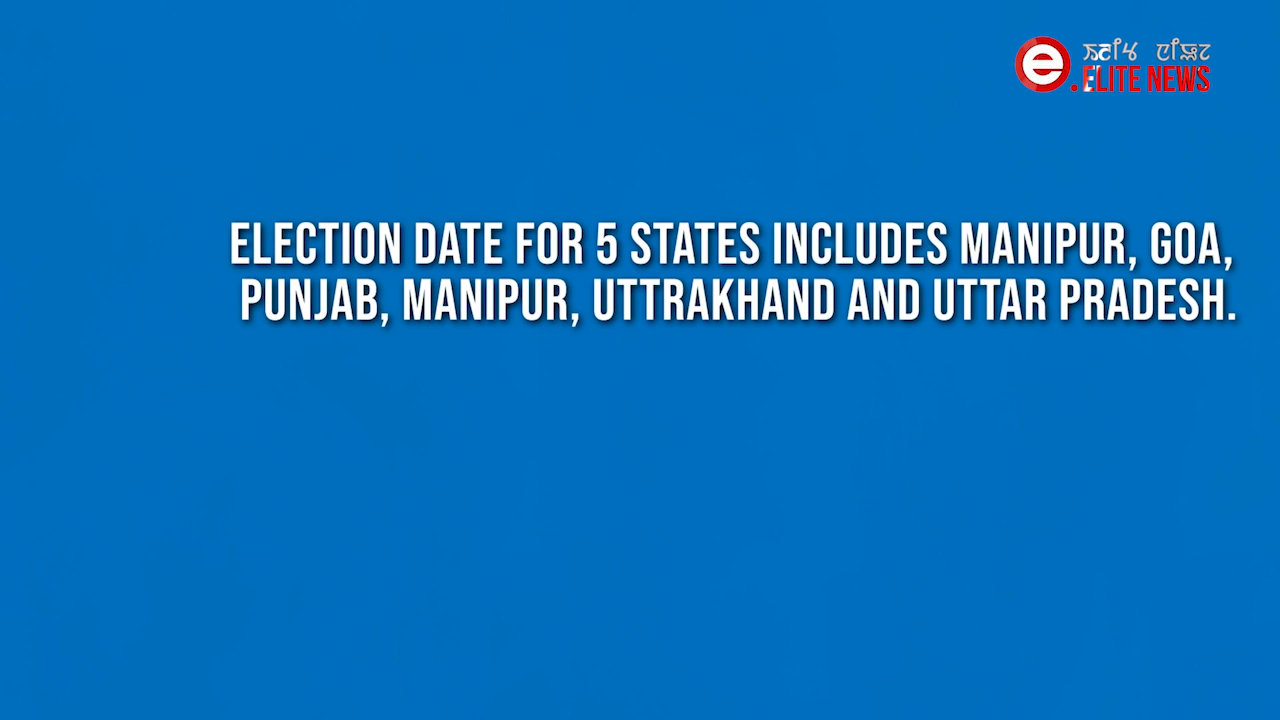 ELITE NEWS
ELECTION DATE FOR 5 STATES INCLUDES MANIPUR, GOA,
PUNJAB, MANIPUR, UTTRAKHAND AND UTTAR PRADESH.